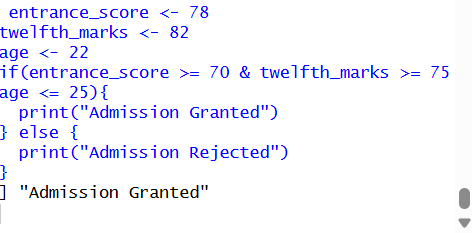 entrance_score <- 78
twelfth_marks <- 82
age <- 22
if(entrance_score >= 70 & twelfth_marks >= 75
age <= 25){
  print("Admission Granted")
} else {
  print("Admission Rejected")
}
] "Admission Granted"